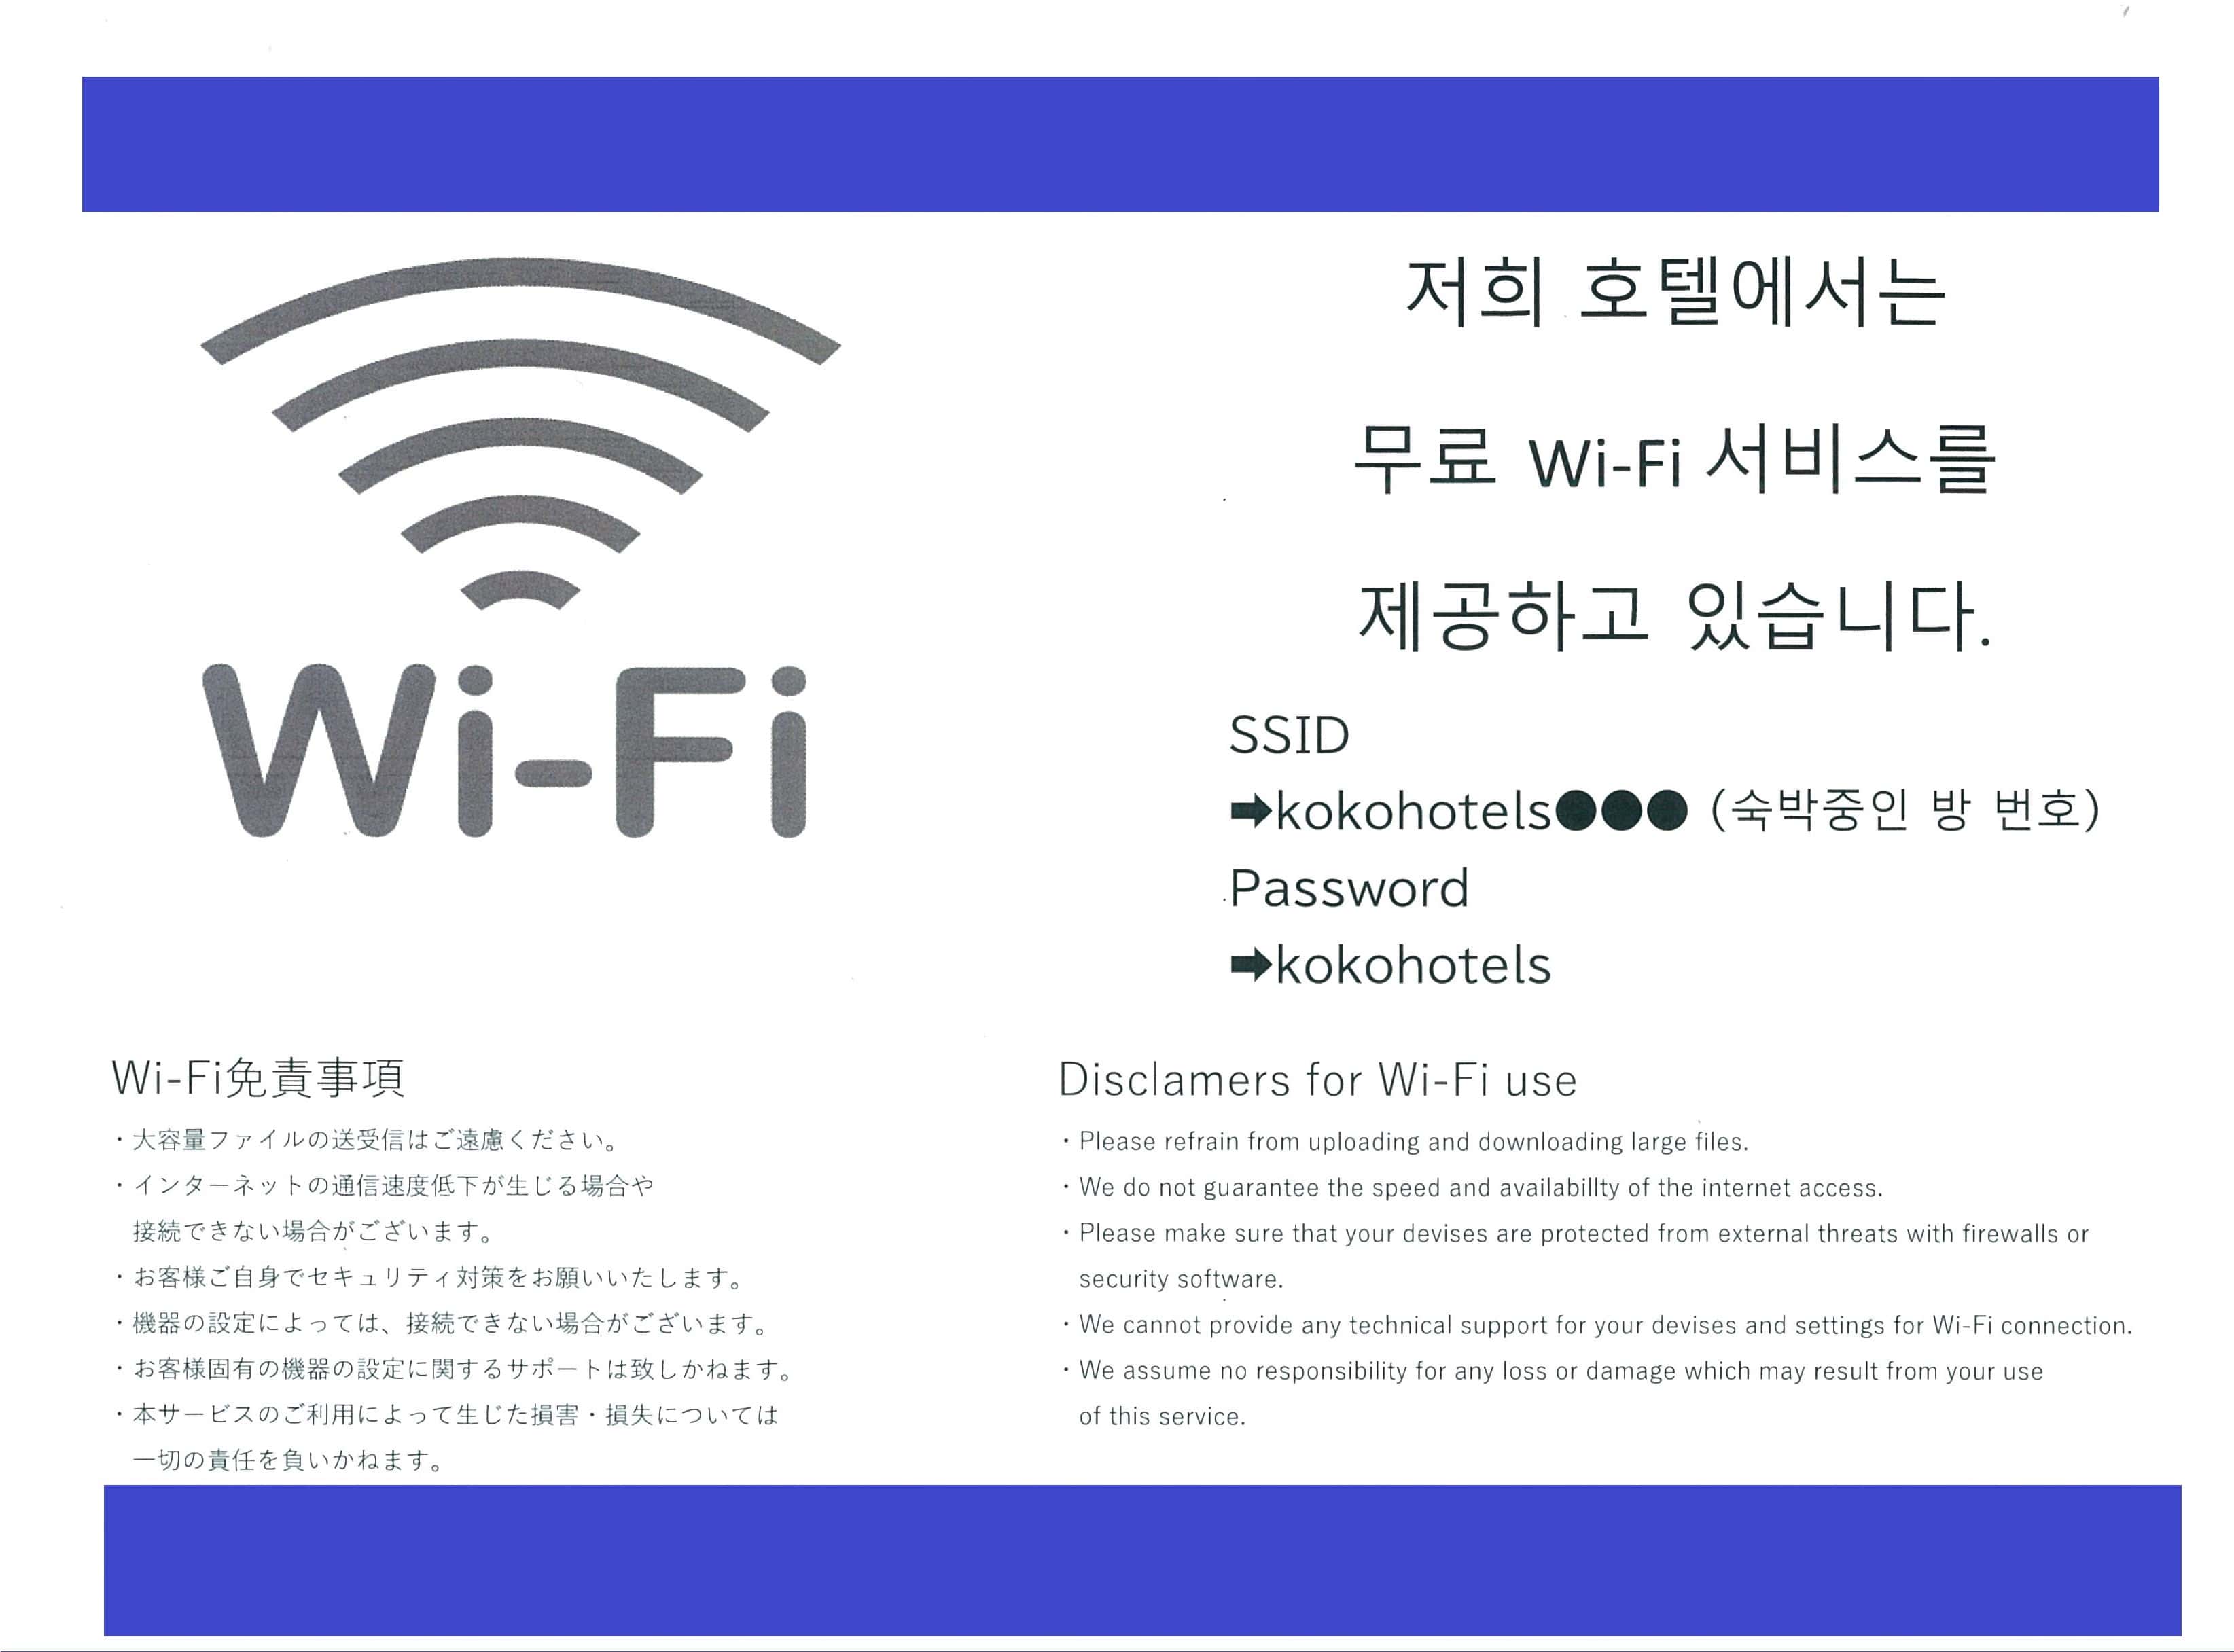 Wi-Fi
저희 호텔에서는
무료 Wi-Fi 서비스를
제공하고 있습니다.
SSID
➡kokohotels●●● (숙박중인 방 번호)
Password
➡kokohotels
Wi-Fi免責事項
・大容量ファイルの送受信はご遠慮ください。
・インターネットの通信速度低下が生じる場合や
接続できない場合がございます。
・お客様ご自身でセキュリティ対策をお願いいたします。
・機器の設定によっては、接続できない場合がございます。
・お客様固有の機器の設定に関するサポートは致しかねます。
・本サービスのご利用によって生じた損害・損失については
一切の責任を負いかねます。
Disclamers for Wi-Fi use
・Please refrain from uploading and downloading large files.
・We do not guarantee the speed and availabillty of the internet access.
・Please make sure that your devises are protected from external threats with firewalls or
security software.
・We cannot provide any technical support for your devises and settings for Wi-Fi connection.
・We assume no responsibility for any loss or damage which may result from your use
of this service.